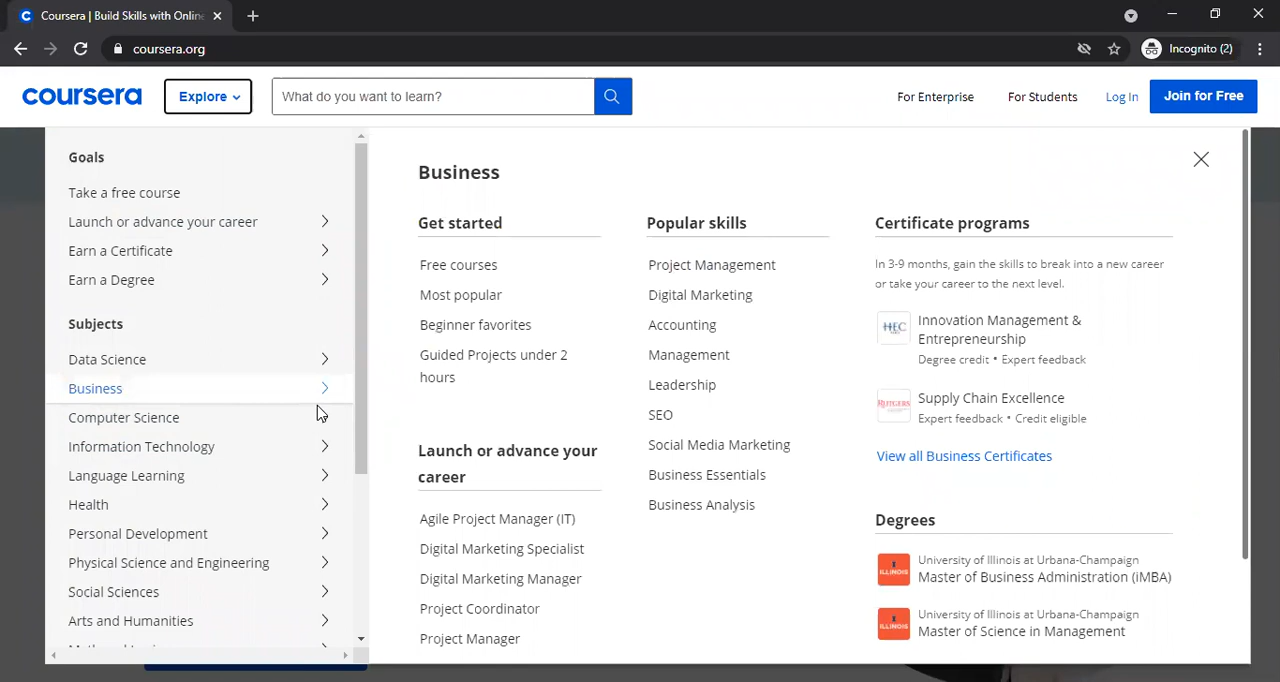 Coursera | Build Skills with Online
coursera.org
Incognito (2)
coursera
Explore
What do you want to learn?
For Enterprise
For Students
Log In
Join for Free
Goals
Take a free course
Launch or advance your career
Earn a Certificate
Earn a Degree
Subjects
Data Science
Business
Computer Science
Information Technology
Language Learning
Health
Personal Development
Physical Science and Engineering
Social Sciences
Arts and Humanities
Business
Get started
Free courses
Most popular
Beginner favorites
Guided Projects under 2
hours
Launch or advance your
career
Agile Project Manager (IT)
Digital Marketing Specialist
Digital Marketing Manager
Project Coordinator
Project Manager
Popular skills
Project Management
Digital Marketing
Accounting
Management
Leadership
SEO
Social Media Marketing
Business Essentials
Business Analysis
Certificate programs
In 3-9 months, gain the skills to break into a new career
or take your career to the next level.
HEC
Innovation Management &
Entrepreneurship
Degree credit • Expert feedback
RUTGERS
Supply Chain Excellence
Expert feedback • Credit eligible
View all Business Certificates
Degrees
ILLINOIS
University of Illinois at Urbana-Champaign
Master of Business Administration (iMBA)
ILLINOIS
University of Illinois at Urbana-Champaign
Master of Science in Management